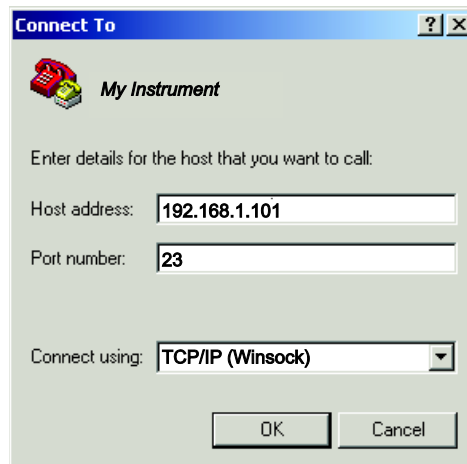 Connect To
? X
My Instrument
Enter details for the host that you want to call:
Host address: 192.168.1.101
Port number: 23
Connect using: TCP/IP (Winsock)
OK Cancel